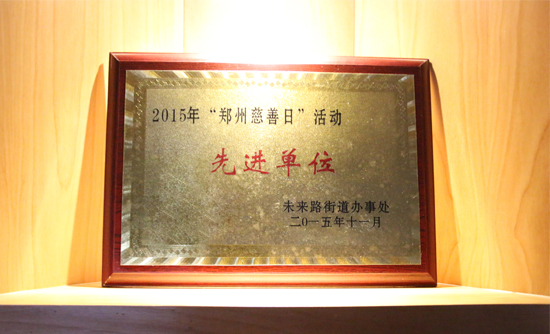 2015年“郑州慈善日”活动
先进单位
未来路街道办事处
二0一五年十一月